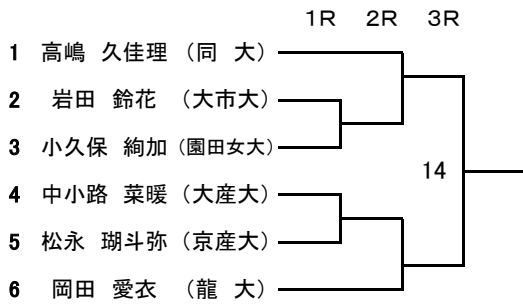 1R 2R 3R
1 高嶋 久佳理 (同 大)
2 岩田 鈴花 (大市大)
3 小久保 絢加 (園田女大)
14
4 中小路 菜暖 (大産大)
5 松永 瑚斗弥 (京産大)
6 岡田 愛衣 (龍 大)